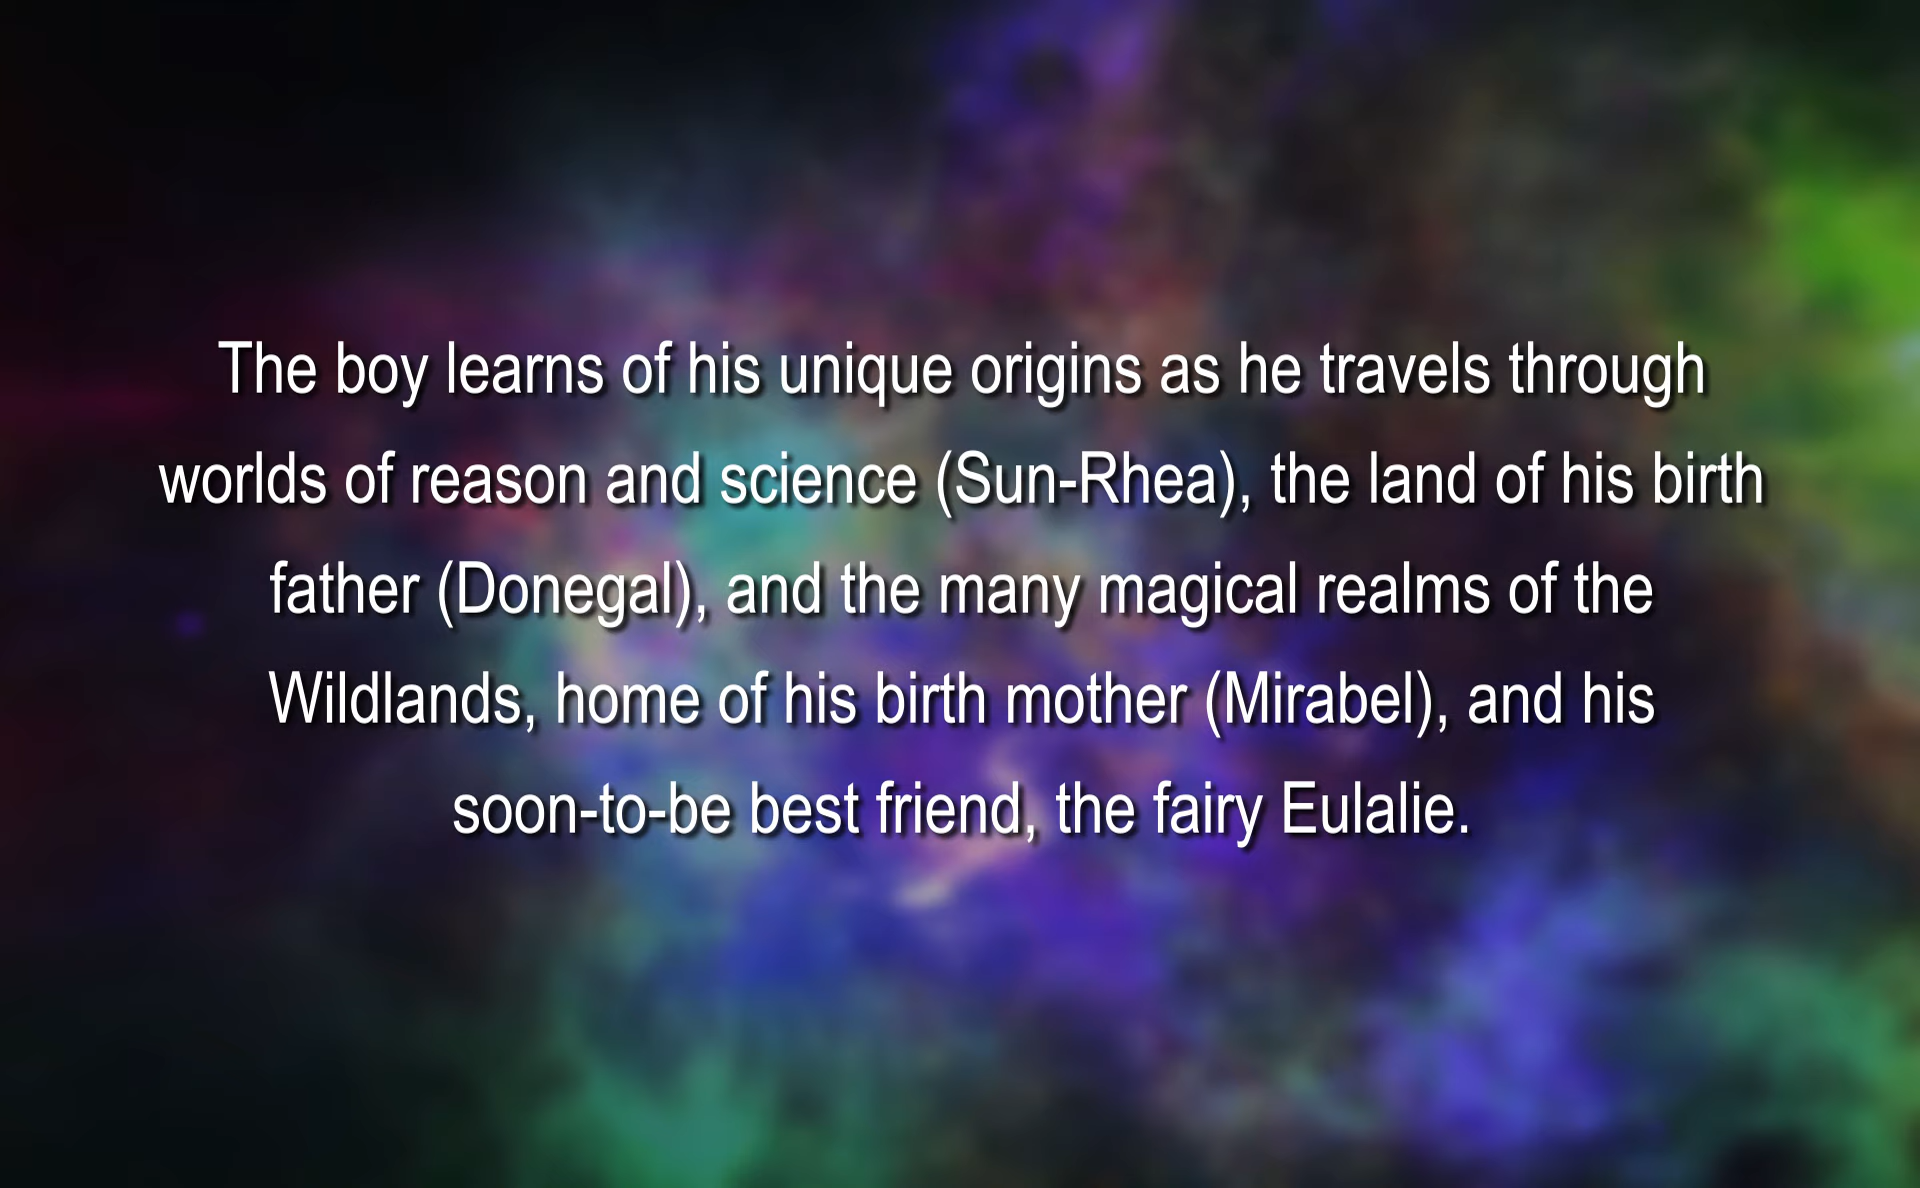 The boy learns of his unique origins as he travels through
worlds of reason and science (Sun-Rhea), the land of his birth
father (Donegal), and the many magical realms of the
Wildlands, home of his birth mother (Mirabel), and his
soon-to-be best friend, the fairy Eulalie.